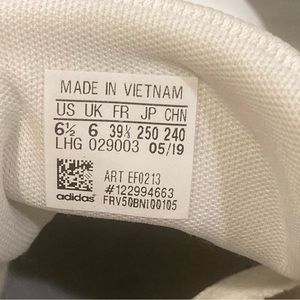 MADE IN VIETNAM
US UK FR JP CHN
6½ 6 39⅓ 250 240
LHG 029003 05/19
ART EF0213
#122994663
adidas FRV50BNI00105